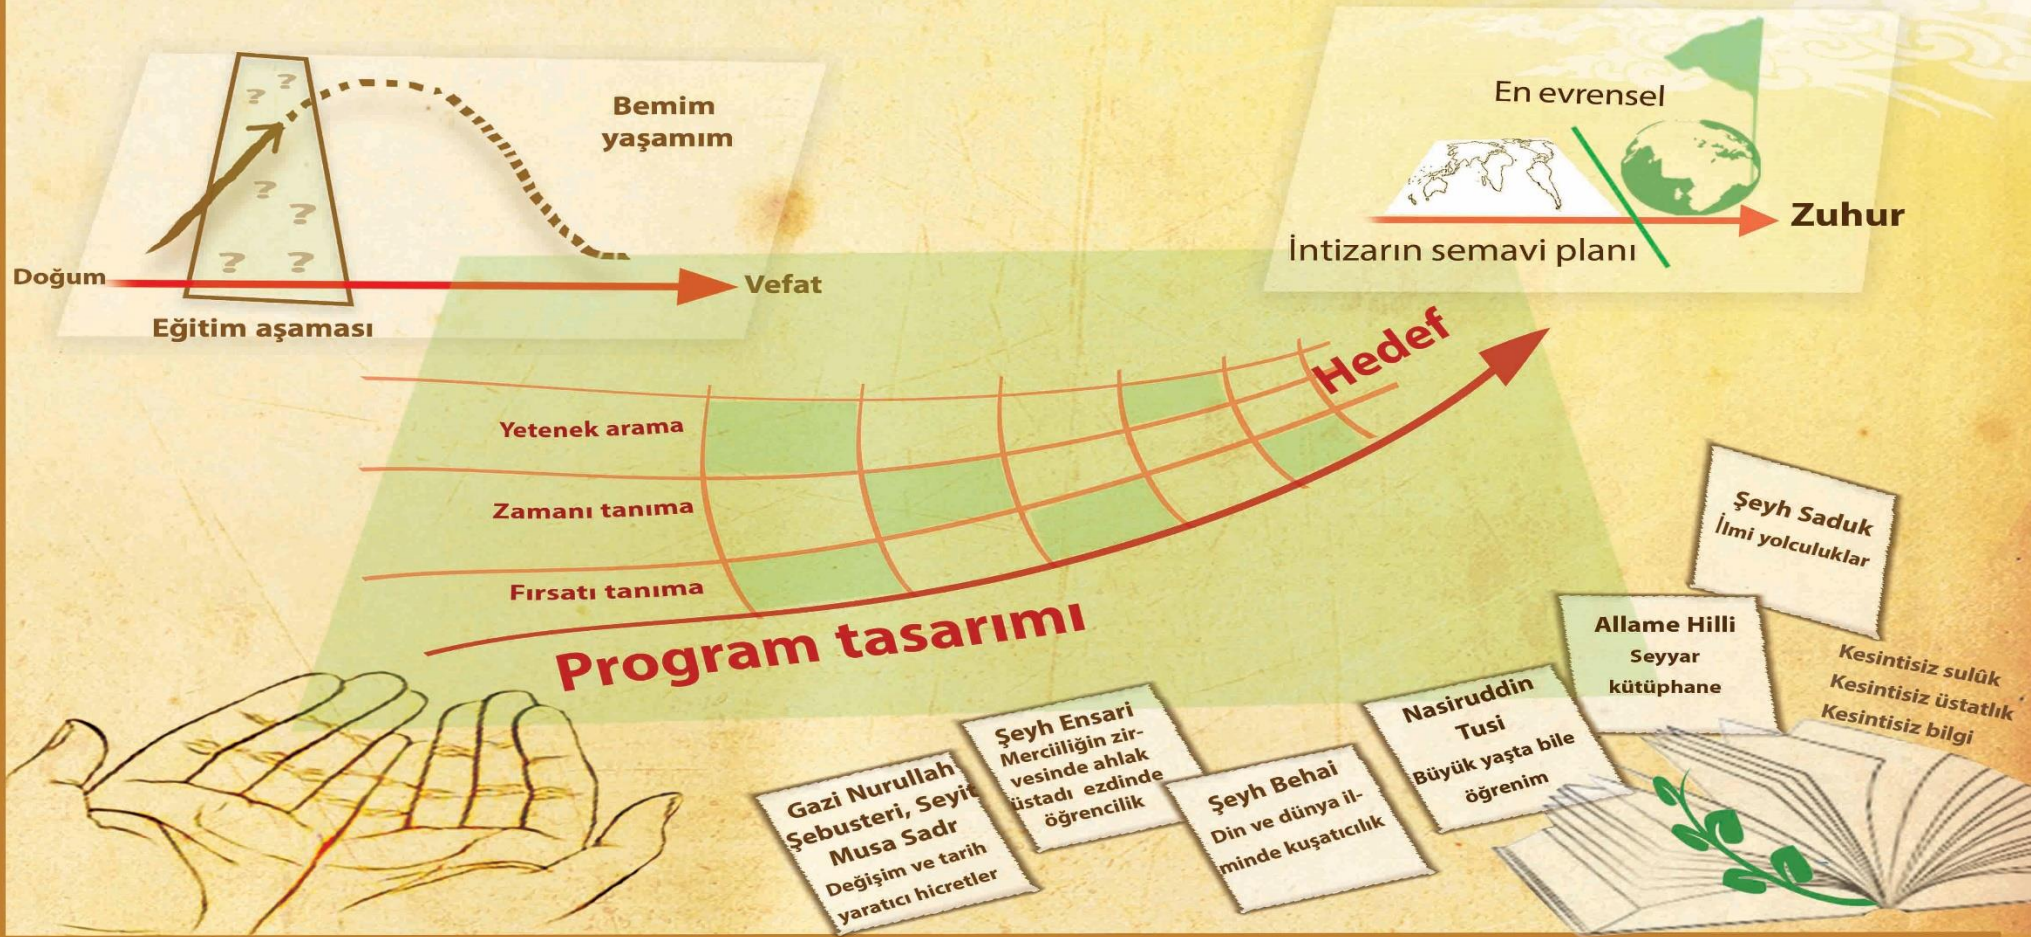 Bemim
yaşamım
? ?
?
?
? ?
Doğum
Vefat
Eğitim aşaması
En evrensel
Zuhur
İntizarın semavi planı
Hedef
Yetenek arama
Zamanı tanıma
Fırsatı tanıma
Program tasarımı
Gazi Nurullah
Şebusteri, Seyit
Musa Sadr
Değişim ve tarih
yaratıcı hicretler
Şeyh Ensari
Merciiliğin zir-
vesinde ahlak
üstadı ezdinde
öğrencilik
Şeyh Behai
Din ve dünya il-
minde kuşatıcılık
Nasiruddin
Tusi
Büyük yaşta bile
öğrenim
Allame Hilli
Seyyar
kütüphane
Şeyh Saduk
İlmi yolculuklar
Kesintisiz sulûk
Kesintisiz üstatlık
Kesintisiz bilgi